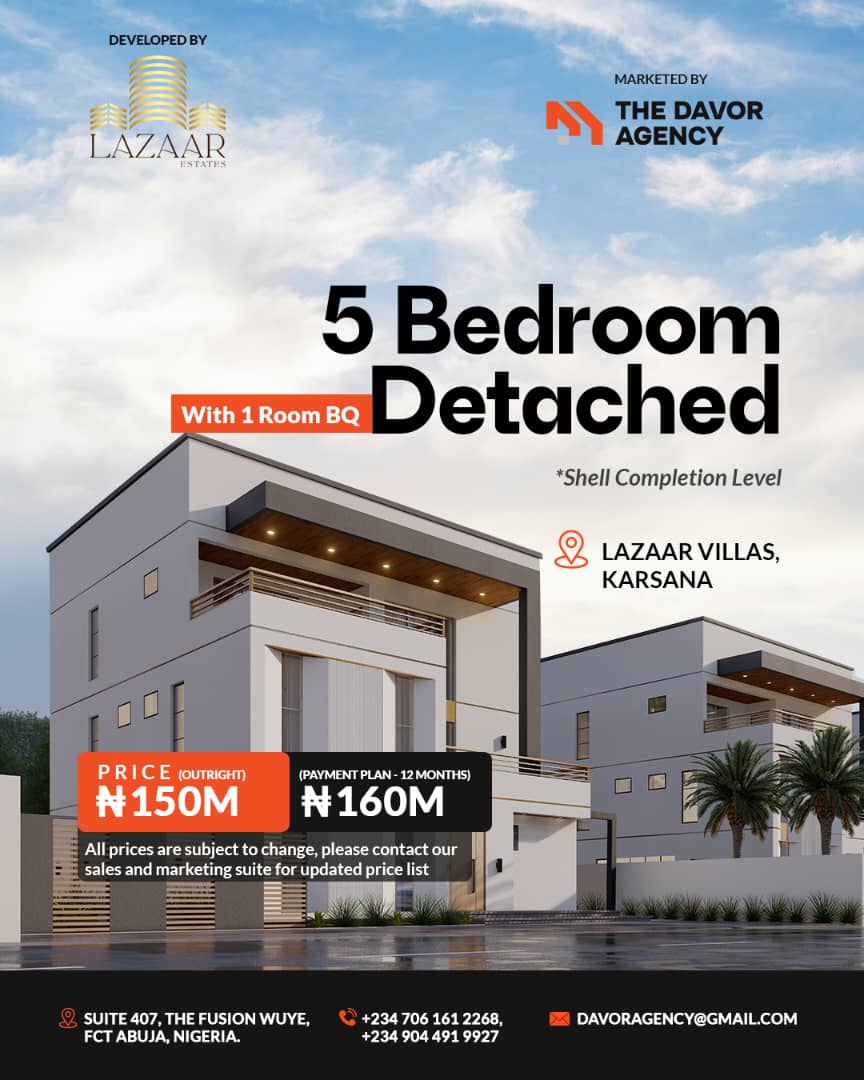 DEVELOPED BY
LAZAAR
ESTATES
MARKETED BY
THE DAVOR
AGENCY
5 Bedroom
With 1 Room BQ
Detached
*Shell Completion Level
LAZAAR VILLAS,
KARSANA
PRICE (OUTRIGHT)
₦150M
(PAYMENT PLAN - 12 MONTHS)
₦160M
All prices are subject to change, please contact our
sales and marketing suite for updated price list
SUITE 407, THE FUSION WUYE,
FCT ABUJA, NIGERIA.
+234 706 161 2268,
+234 904 491 9927
DAVORAGENCY@GMAIL.COM